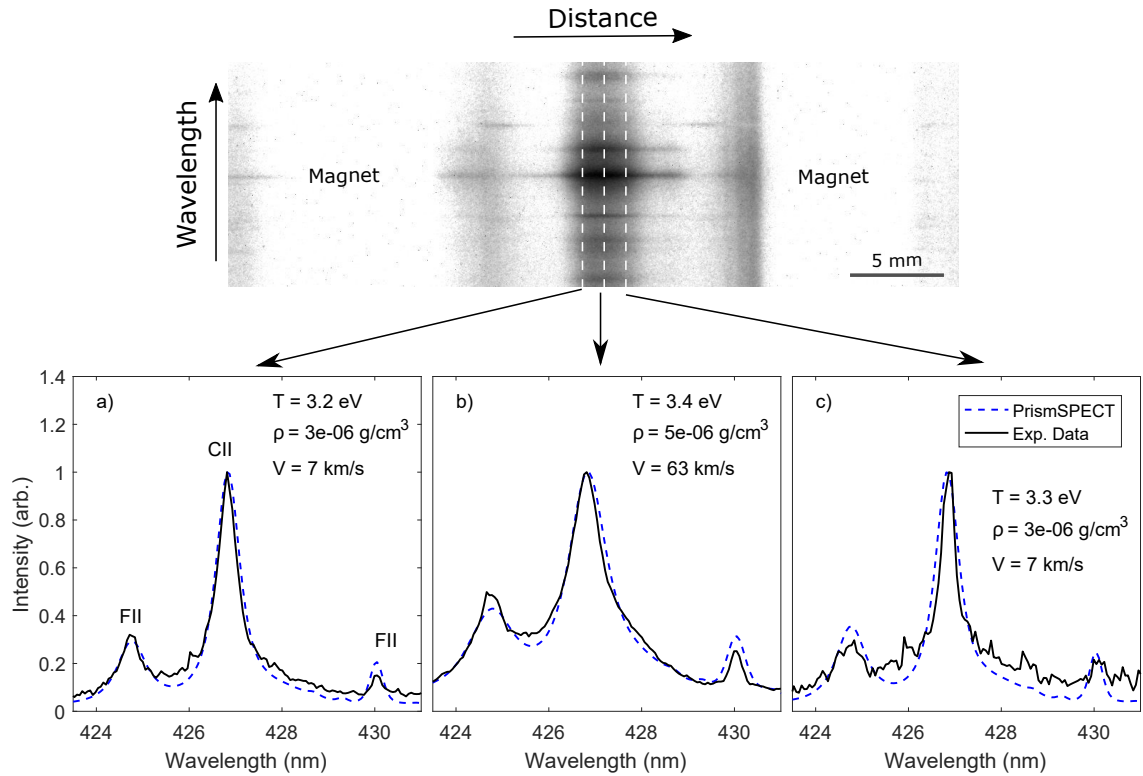 Distance
Wavelength
Magnet
Magnet
5 mm
a)
T = 3.2 eV
ρ = 3e-06 g/cm³
V = 7 km/s
CII
FII
FII
b)
T = 3.4 eV
ρ = 5e-06 g/cm³
V = 63 km/s
c)
PrismSPECT
Exp. Data
T = 3.3 eV
ρ = 3e-06 g/cm³
V = 7 km/s
Intensity (arb.)
1.4
1.2
1
0.8
0.6
0.4
0.2
0
424 426 428 430
424 426 428 430
424 426 428 430
Wavelength (nm)
Wavelength (nm)
Wavelength (nm)